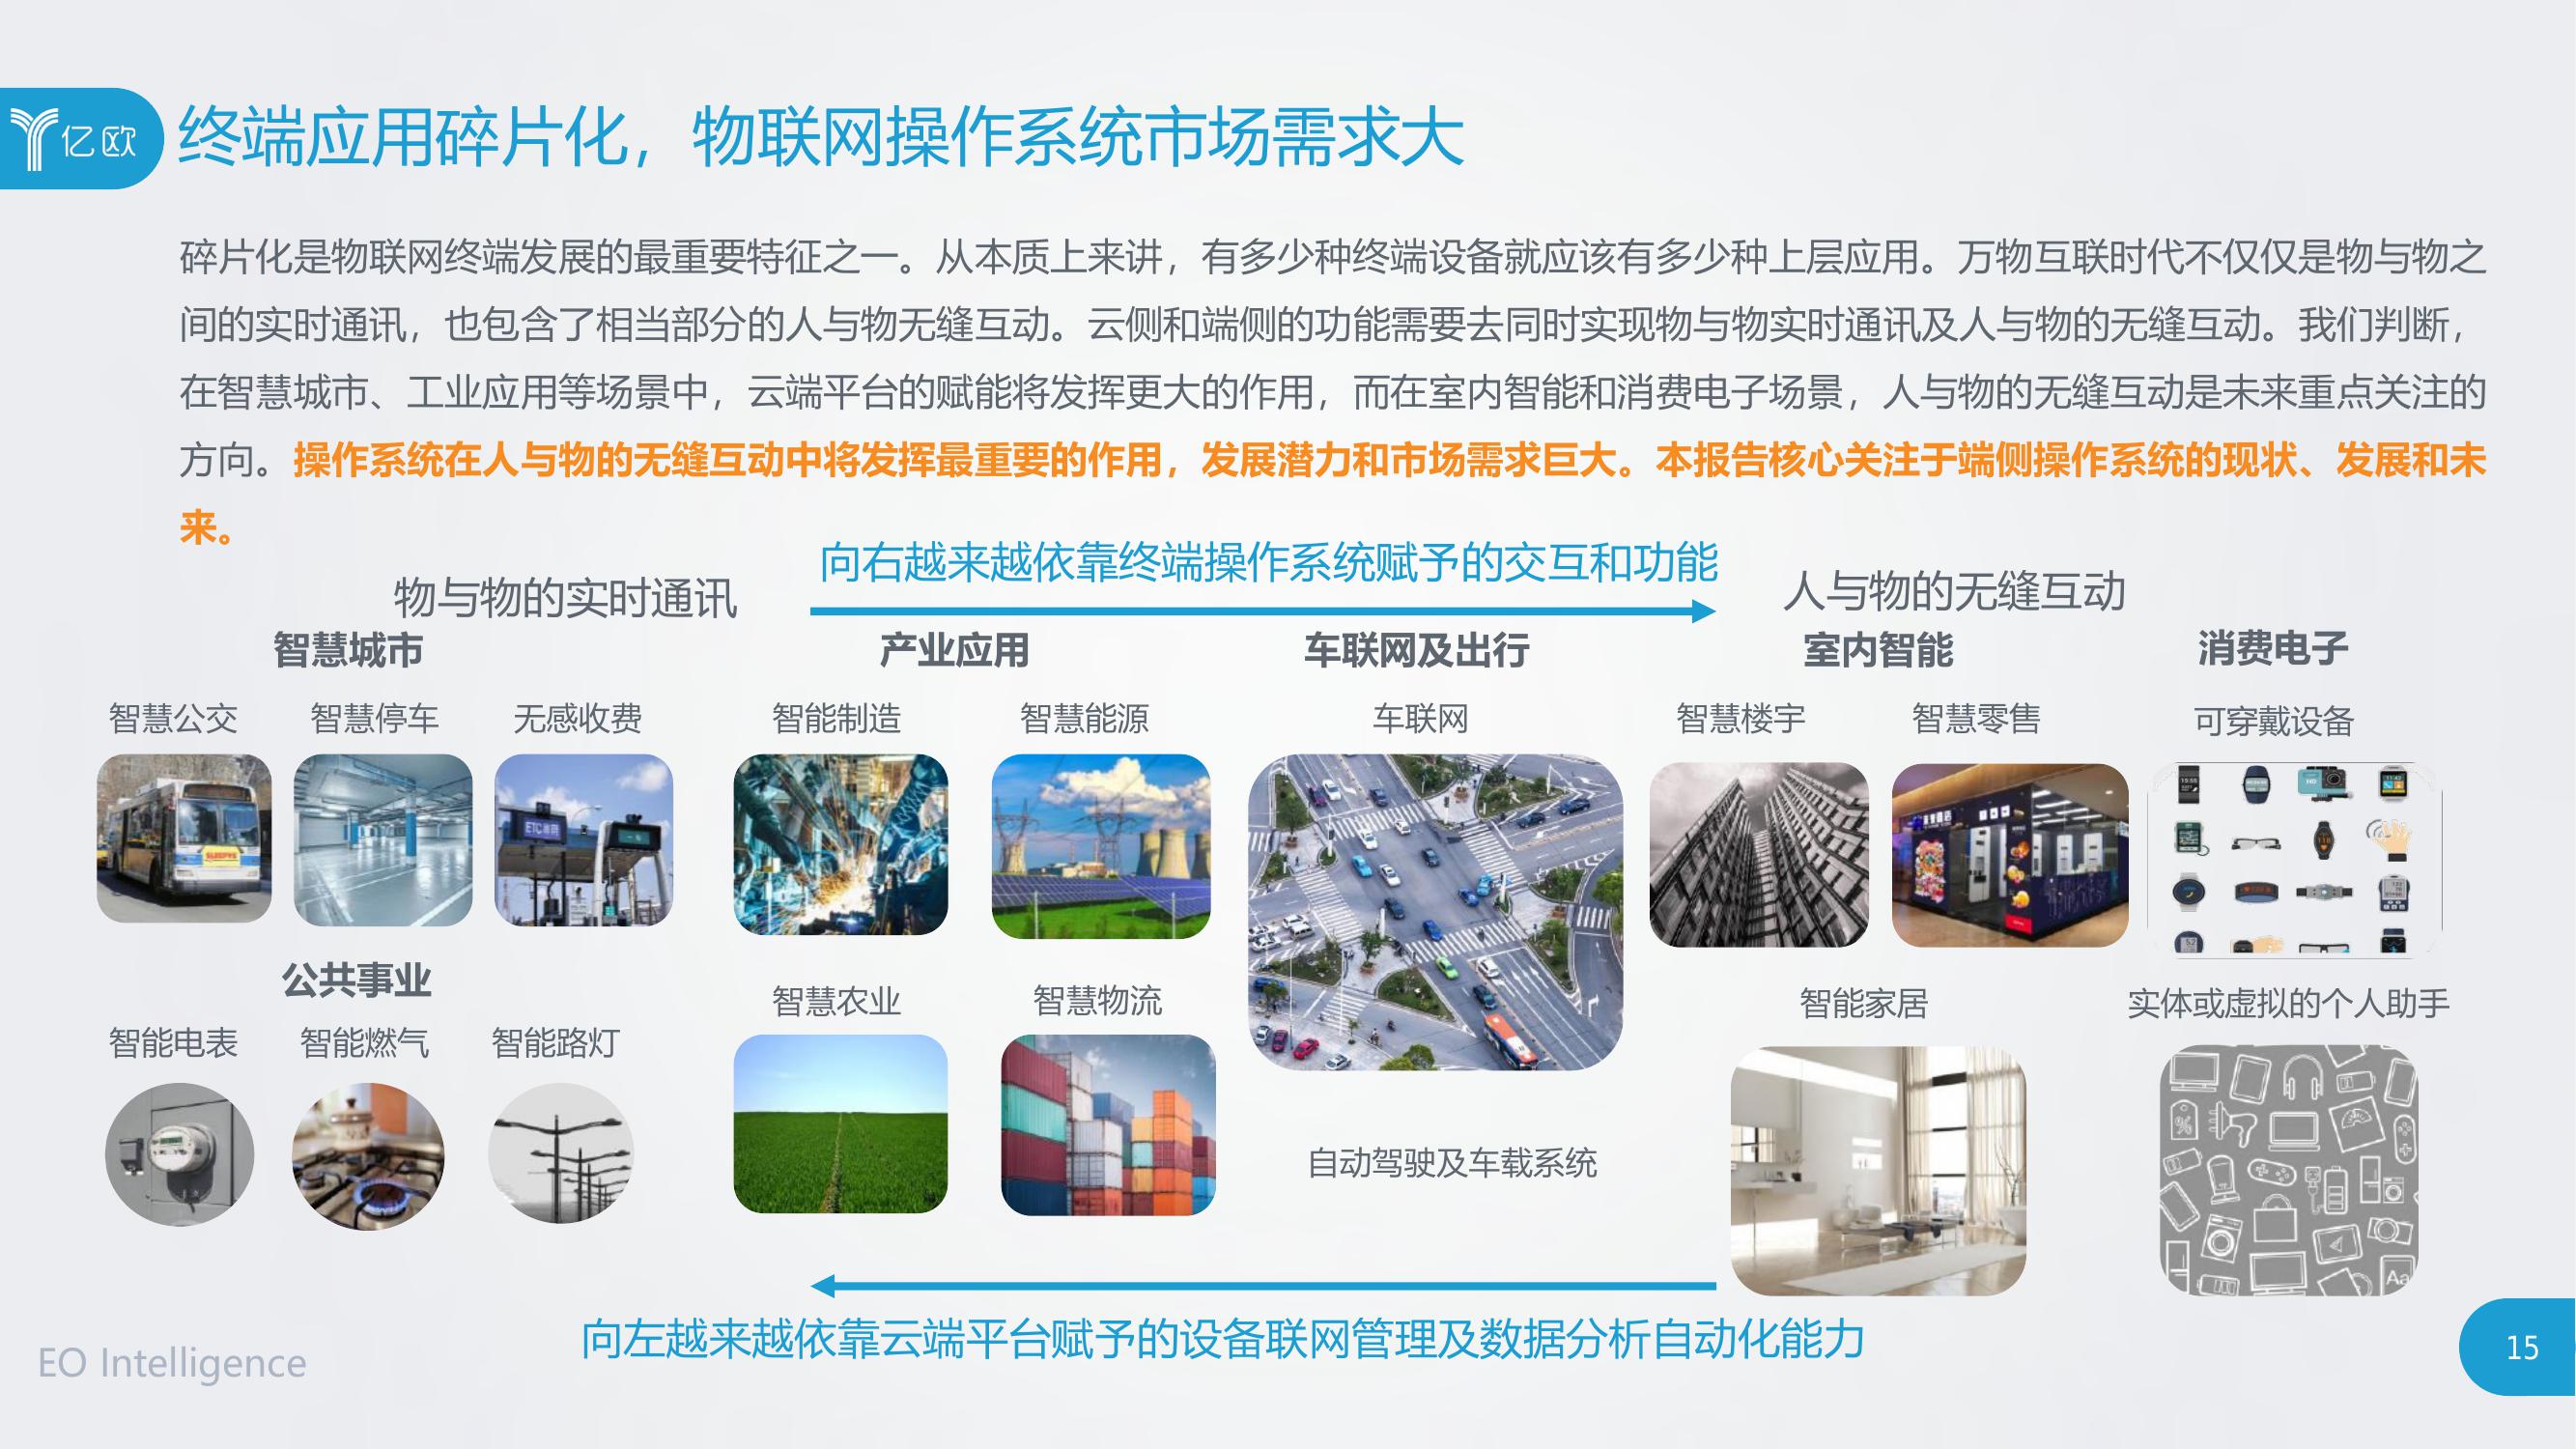 亿欧
终端应用碎片化，物联网操作系统市场需求大
碎片化是物联网终端发展的最重要特征之一。从本质上来讲，有多少种终端设备就应该有多少种上层应用。万物互联时代不仅仅是物与物之
间的实时通讯，也包含了相当部分的人与物无缝互动。云侧和端侧的功能需要去同时实现物与物实时通讯及人与物的无缝互动。我们判断，
在智慧城市、工业应用等场景中，云端平台的赋能将发挥更大的作用，而在室内智能和消费电子场景，人与物的无缝互动是未来重点关注的
方向。操作系统在人与物的无缝互动中将发挥最重要的作用，发展潜力和市场需求巨大。本报告核心关注于端侧操作系统的现状、发展和未
来。
向右越来越依靠终端操作系统赋予的交互和功能
物与物的实时通讯
人与物的无缝互动
智慧城市
产业应用
车联网及出行
室内智能
消费电子
智慧公交
智慧停车
无感收费
智能制造
智慧能源
车联网
智慧楼宇
智慧零售
可穿戴设备
ETC
公共事业
智能电表
智能燃气
智能路灯
智慧农业
智慧物流
智能家居
实体或虚拟的个人助手
自动驾驶及车载系统
Aa
向左越来越依靠云端平台赋予的设备联网管理及数据分析自动化能力
EO Intelligence
15